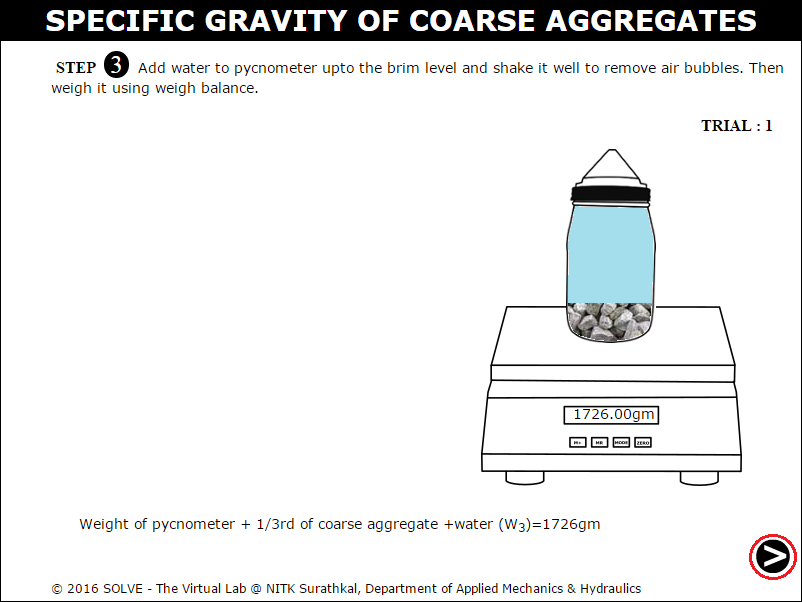 SPECIFIC GRAVITY OF COARSE AGGREGATES
STEP 3 Add water to pycnometer upto the brim level and shake it well to remove air bubbles. Then
weigh it using weigh balance.
TRIAL : 1
1726.00gm
M+ MR MODE ZERO
Weight of pycnometer + 1/3rd of coarse aggregate +water (W3)=1726gm
>
© 2016 SOLVE - The Virtual Lab @ NITK Surathkal, Department of Applied Mechanics & Hydraulics